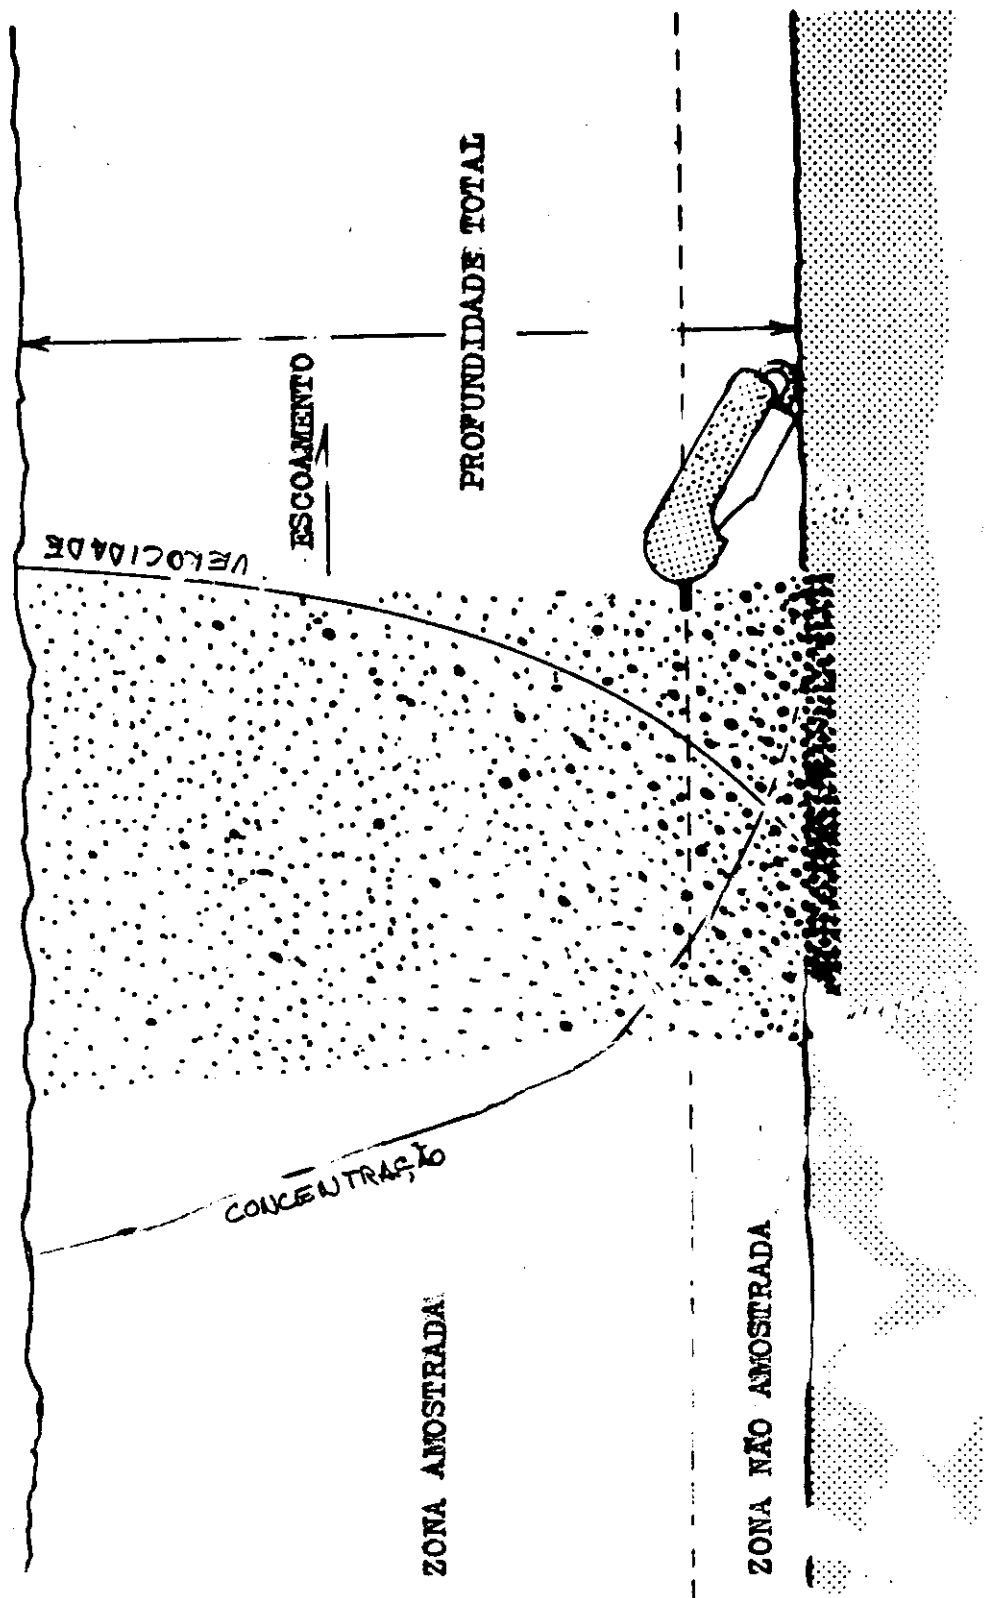 PROFUNDIDADE TOTAL
ESCOAMENTO
VELOCIDADE
CONCENTRAÇÃO
ZONA AMOSTRADA
ZONA NÃO AMOSTRADA